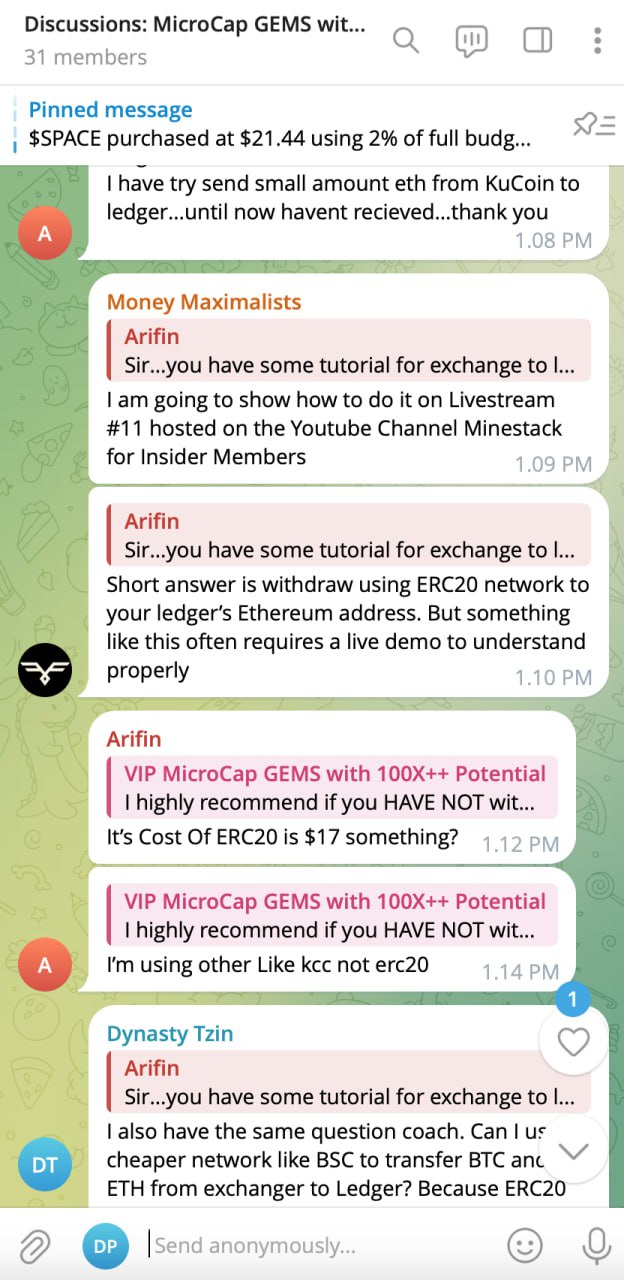 Discussions: MicroCap GEMS wit...
31 members
Pinned message
$SPACE purchased at $21.44 using 2% of full budg...
I have try send small amount eth from KuCoin to
ledger...until now havent recieved...thank you
1.08 PM
A
Money Maximalists
Arifin
Sir...you have some tutorial for exchange to l...
I am going to show how to do it on Livestream
#11 hosted on the Youtube Channel Minestack
for Insider Members
1.09 PM
Arifin
Sir...you have some tutorial for exchange to l...
Short answer is withdraw using ERC20 network to
your ledger's Ethereum address. But something
like this often requires a live demo to understand
properly
1.10 PM
Arifin
VIP MicroCap GEMS with 100X++ Potential
I highly recommend if you HAVE NOT wit...
It's Cost Of ERC20 is $17 something?
1.12 PM
VIP MicroCap GEMS with 100X++ Potential
I highly recommend if you HAVE NOT wit...
I'm using other Like kcc not erc20
1.14 PM
A
1
Dynasty Tzin
Arifin
Sir...you have some tutorial for exchange to l...
I also have the same question coach. Can I
cheaper network like BSC to transfer BTC
ETH from exchanger to Ledger? Because ERC20
DT
DP
Send anonymously...